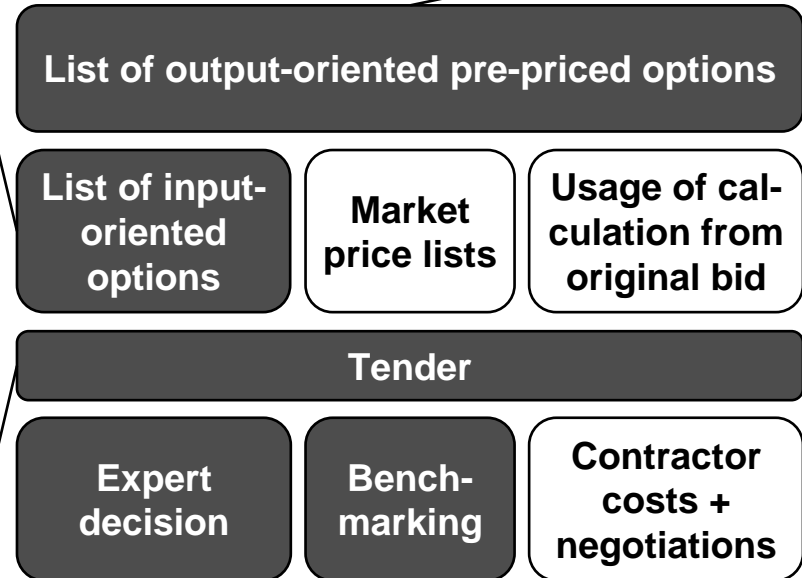 List of output-oriented pre-priced options
List of input-
oriented
options
Market
price lists
Usage of cal-
culation from
original bid
Tender
Expert
decision
Bench-
marking
Contractor
costs +
negotiations